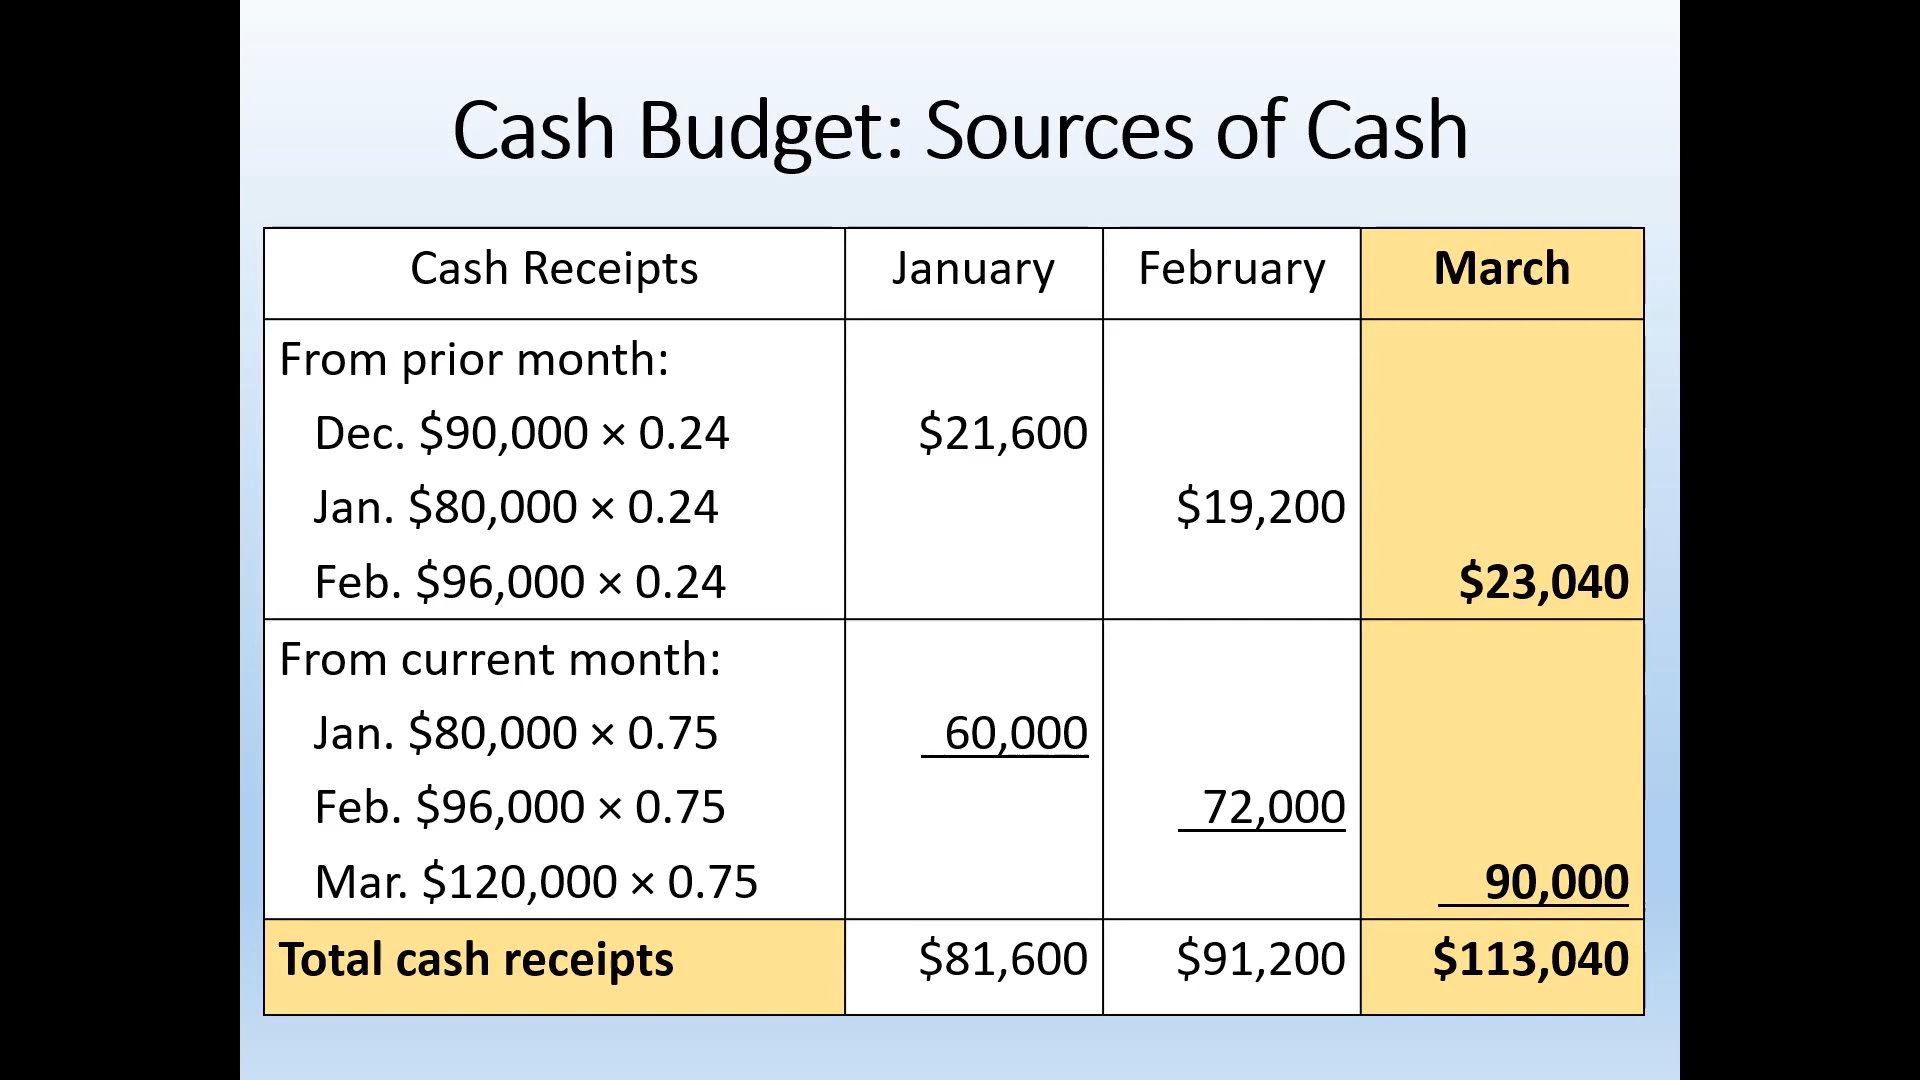 Cash Budget: Sources of Cash
Cash Receipts January February March
From prior month:
Dec. $90,000 × 0.24 $21,600
Jan. $80,000 × 0.24 $19,200
Feb. $96,000 × 0.24 $23,040
From current month:
Jan. $80,000 × 0.75 60,000
Feb. $96,000 × 0.75 72,000
Mar. $120,000 × 0.75 90,000
Total cash receipts $81,600 $91,200 $113,040